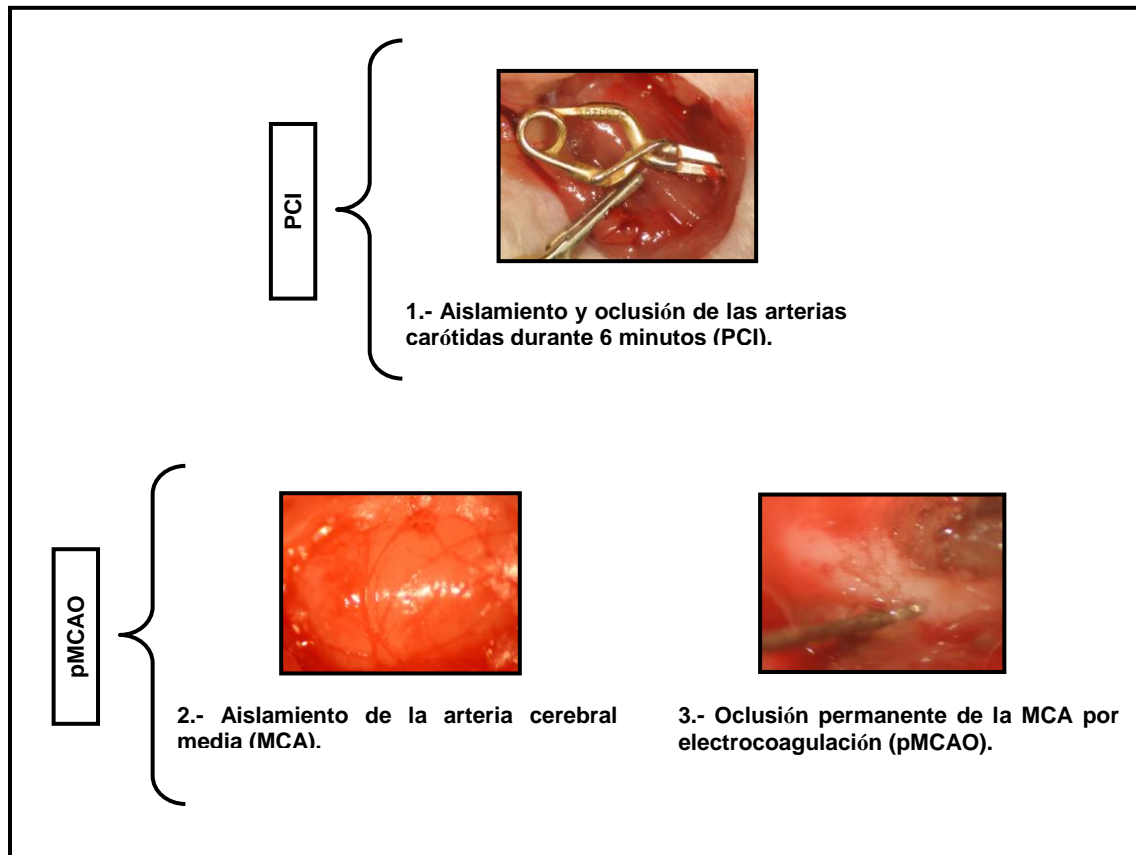 PCI
1.- Aislamiento y oclusión de las arterias
carótidas durante 6 minutos (PCI).
pMCAO
2.- Aislamiento de la arteria cerebral
media (MCA).
3.- Oclusión permanente de la MCA por
electrocoagulación (pMCAO).